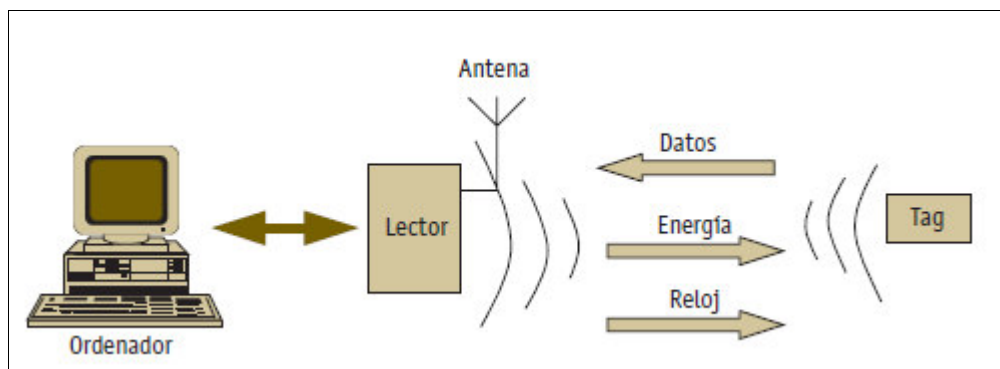 Antena
Datos
Lector
Energía
Tag
Reloj
Ordenador